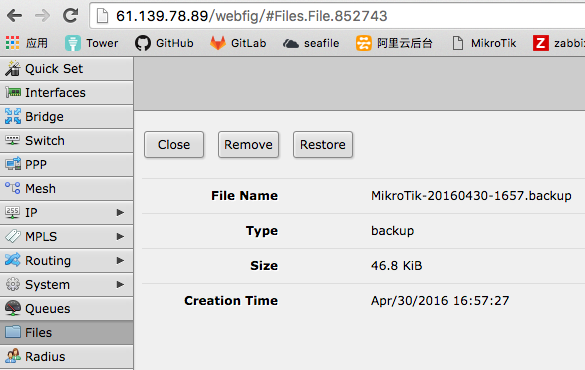 61.139.78.89/webfig/#Files.File.852743
应用 Tower GitHub GitLab seafile 阿里云后台 MikroTik zabbi
Quick Set
Interfaces
Bridge
Switch
PPP
Mesh
255 IP
MPLS
Routing
System
Queues
Files
Radius
Close Remove Restore
File Name MikroTik-20160430-1657.backup
Type backup
Size 46.8 KiB
Creation Time Apr/30/2016 16:57:27